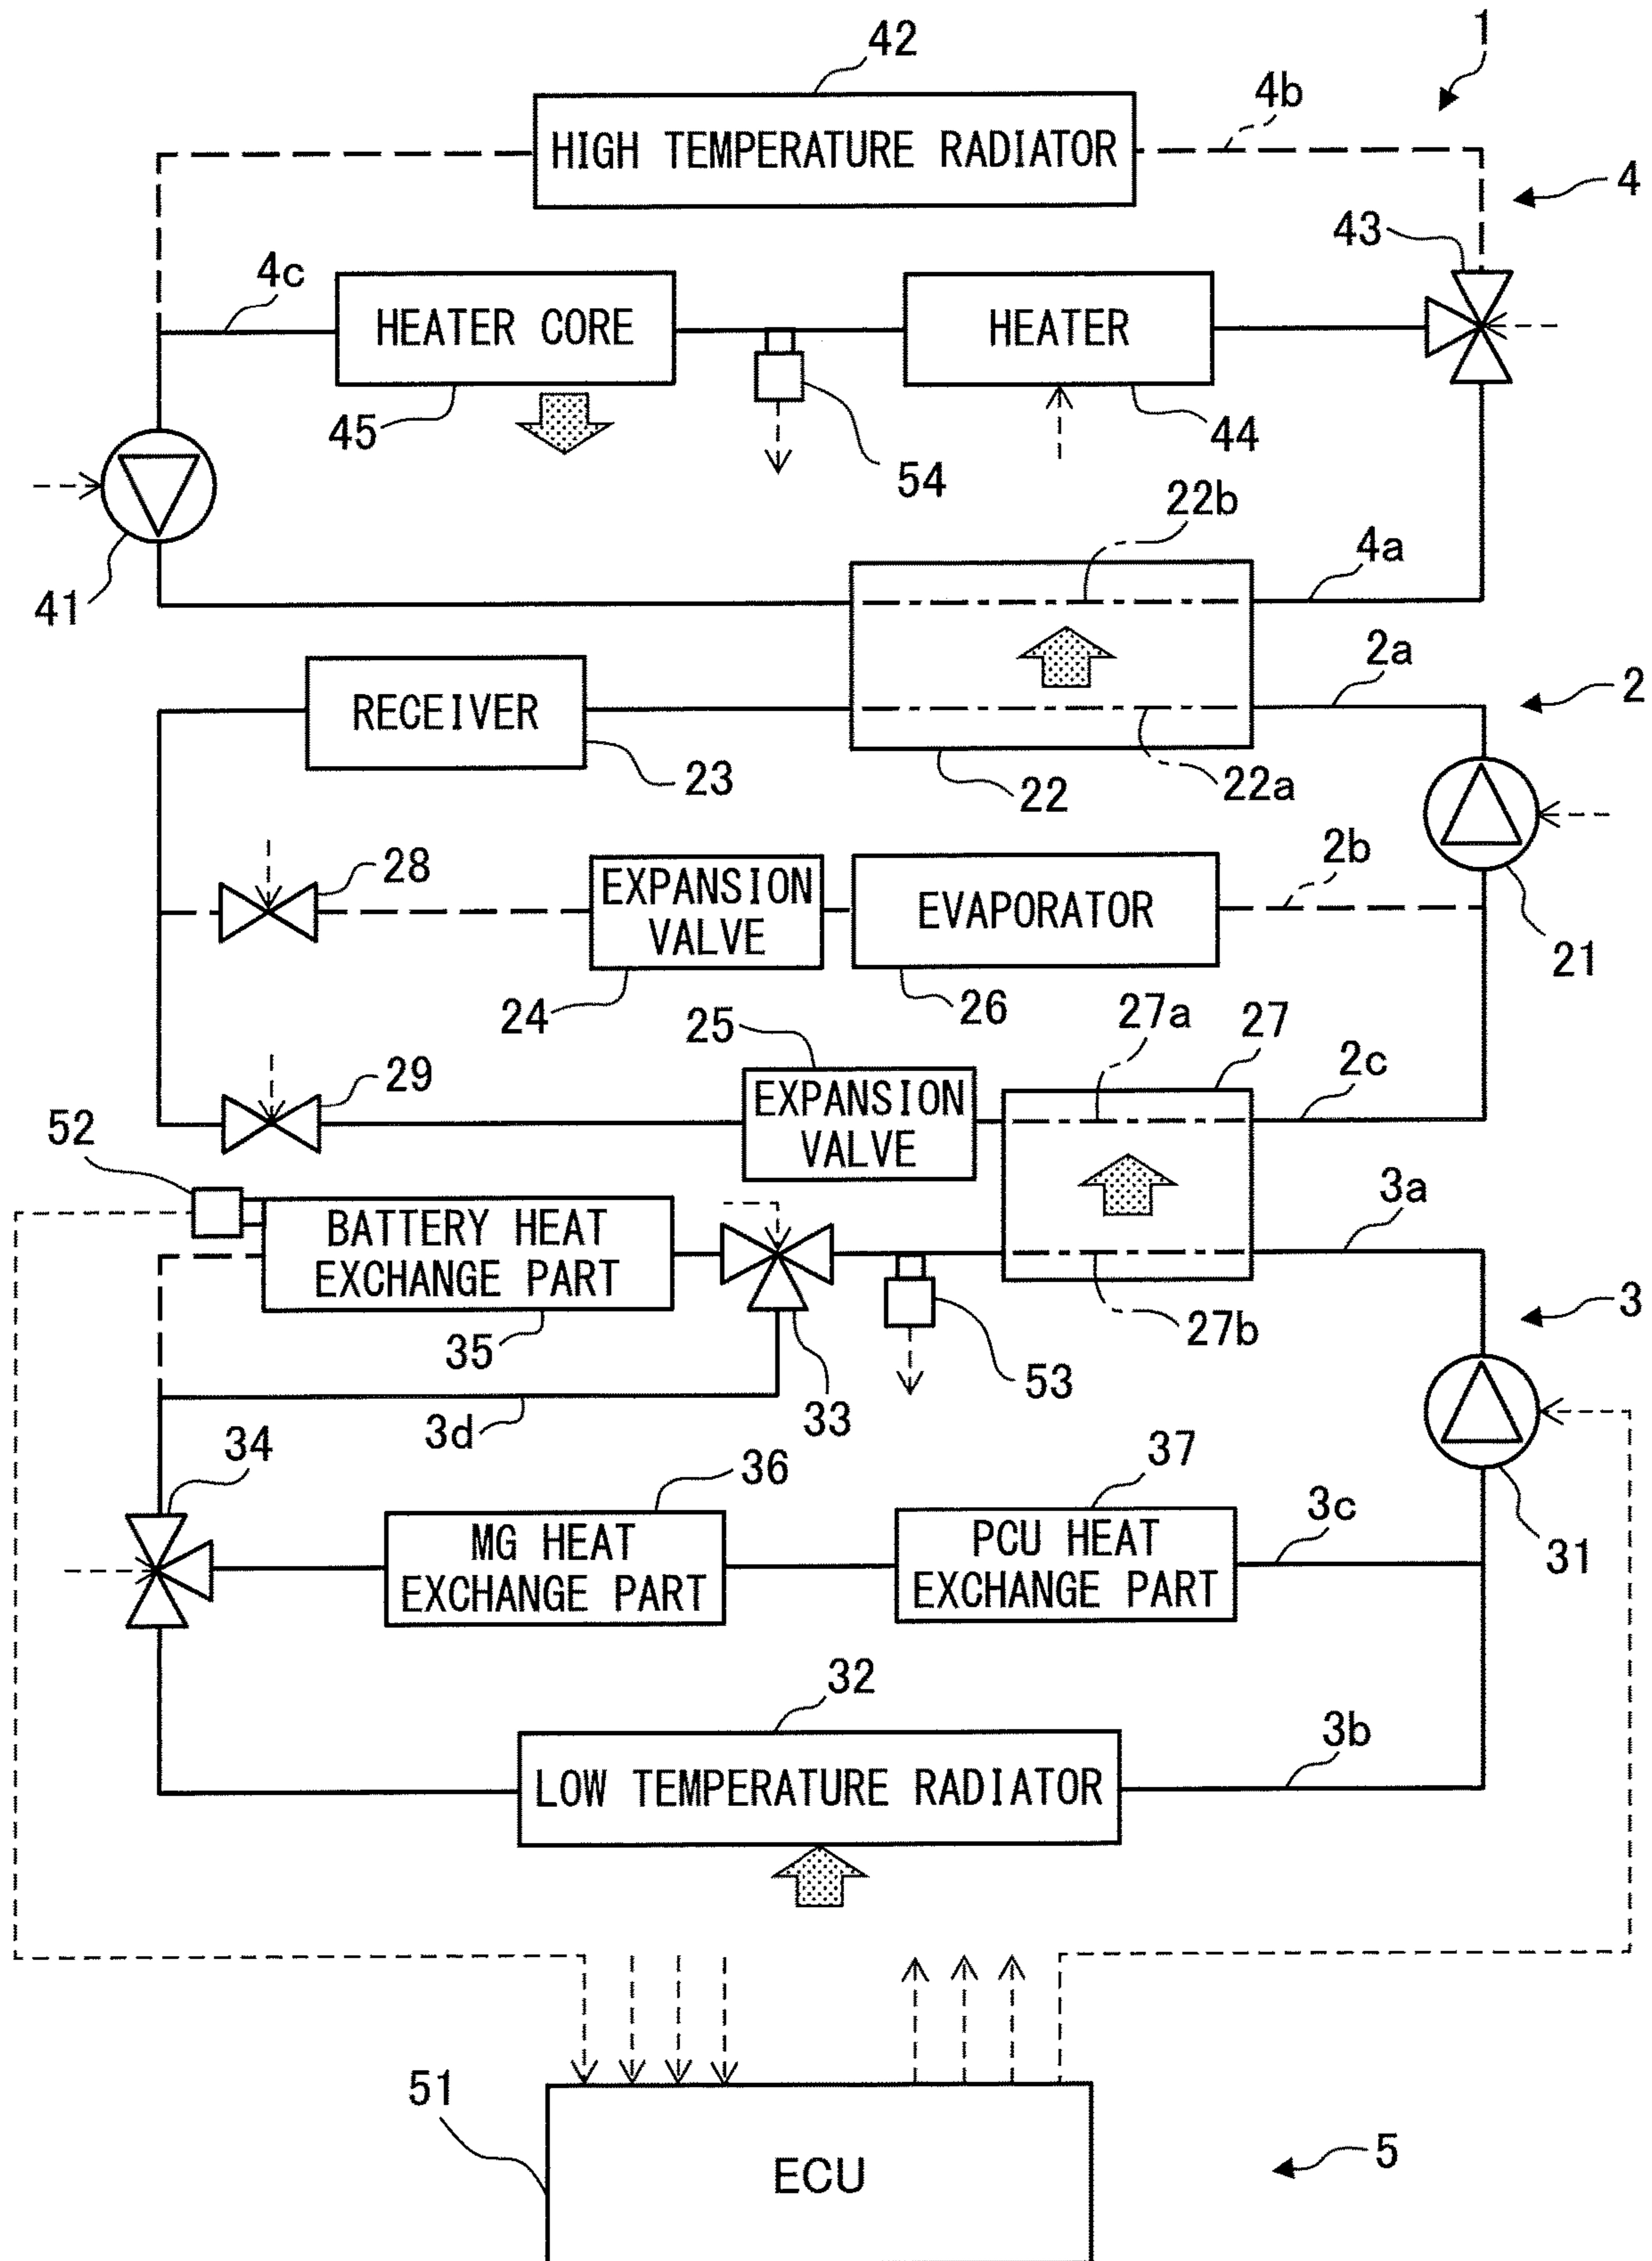 1
42
4b
HIGH TEMPERATURE RADIATOR
4
43
4c
HEATER CORE
HEATER
45
54
44
22b
4a
41
2a
2
RECEIVER
23
22
22a
28
2b
EXPANSION
VALVE
EVAPORATOR
21
24
26
25
27a
27
2c
29
EXPANSION
VALVE
52
3a
BATTERY HEAT
EXCHANGE PART
35
27b
3
53
33
3d
34
36
37
3c
31
MG HEAT
EXCHANGE PART
PCU HEAT
EXCHANGE PART
32
3b
LOW TEMPERATURE RADIATOR
51
ECU
5